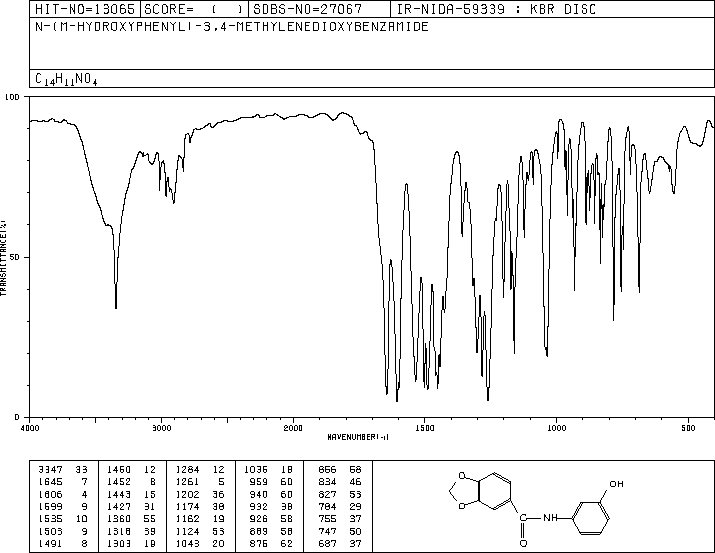 HIT-NO=13065 SCORE= ( ) SDBS-NO=27067 IR-NIDA-59339 : KBR DISC
N-(M-HYDROXYPHENYL)-3,4-METHYLENEDIOXYBENZAMIDE
C14H11NO4
100
TRANSMITTANCE(%)
50
0
4000 3000 2000 1500 1000 500
WAVENUMBER(-1)
3347 33 1460 12 1284 12 1036 18 866 58
1645 7 1452 8 1261 5 959 60 834 46
1606 4 1443 15 1202 36 940 60 827 53
1599 9 1427 31 1174 38 932 38 784 29
1535 10 1360 55 1162 19 926 58 755 37
1503 9 1318 39 1124 53 889 58 747 50
1491 8 1303 19 1043 20 876 62 687 37
O
OH
O
C NH
O